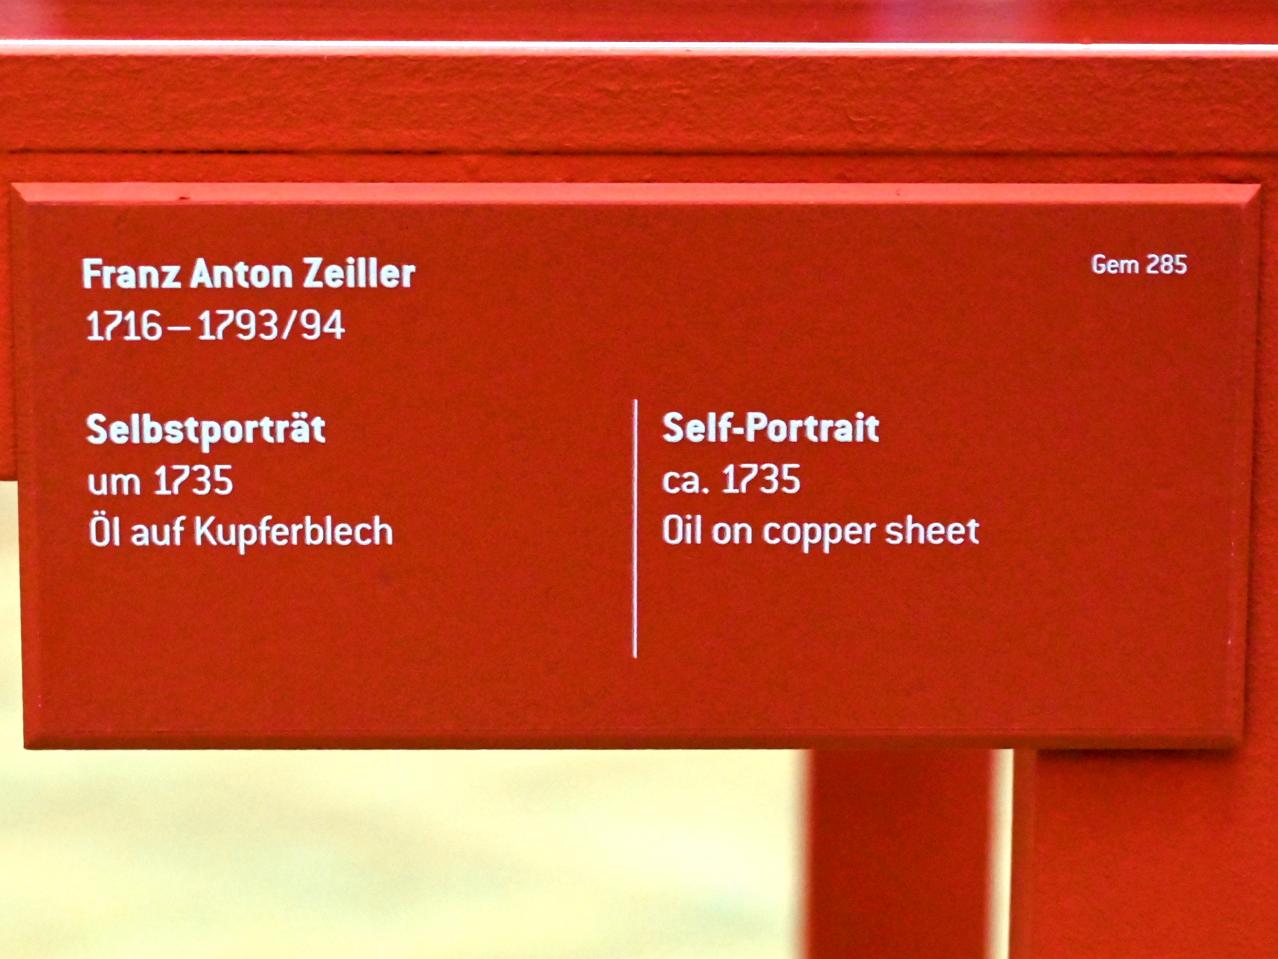 Franz Anton Zeiller
1716 – 1793/94
Gem 285
Selbstporträt
um 1735
Öl auf Kupferblech
Self-Portrait
ca. 1735
Oil on copper sheet